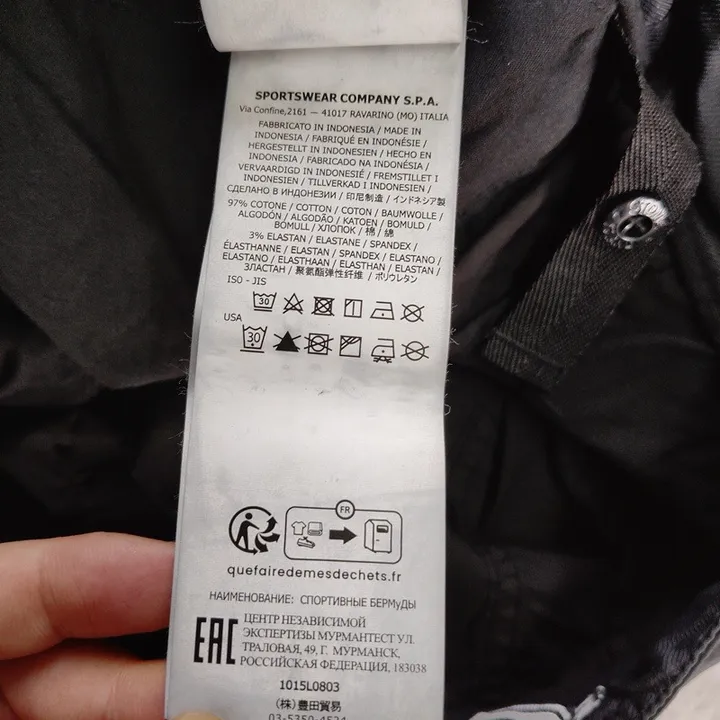 SPORTSWEAR COMPANY S.P.A.
Via Confine,2161 — 41017 RAVARINO (MO) ITALIA
FABBRICATO IN INDONESIA / MADE IN
INDONESIA / FABRIQUÉ EN INDONÉSIE /
HERGESTELLT IN INDONESIEN / HECHO EN
INDONESIA / FABRICADO NA INDONÉSIA /
VERVAARDIGD IN INDONESIË / FREMSTILLET I
INDONESIEN / TILLVERKAD I INDONESIEN /
СДЕЛАНО В ИНДОНЕЗИИ / 印尼制造 / インドネシア製
97% COTONE / COTTON / COTON / BAUMWOLLE /
ALGODÓN / ALGODÃO / KATOEN / BOMULD /
BOMULL / ХЛОПОК / 棉 / 綿
3% ELASTAN / ELASTANE / SPANDEX /
ÉLASTHANNE / ELASTAN / SPANDEX / ELASTANO /
ELASTANO / ELASTHAAN / ELASTHAN / ELASTAN /
ЭЛАСТАН / 聚氨酯弹性纤维 / ポリウレタン
ISO - JIS
30
USA
30
FR
quefairedemesdechets.fr
НАИМЕНОВАНИЕ: СПОРТИВНЫЕ БЕРМуДЫ
EAC
ЦЕНТР НЕЗАВИСИМОЙ
ЭКСПЕРТИЗЫ МУРМАНТЕСТ УЛ.
ТРАЛОВАЯ, 49, Г. МУРМАНСК,
РОССИЙСКАЯ ФЕДЕРАЦИЯ, 183038
1015L0803
(株)豊田貿易
03-5350-4524